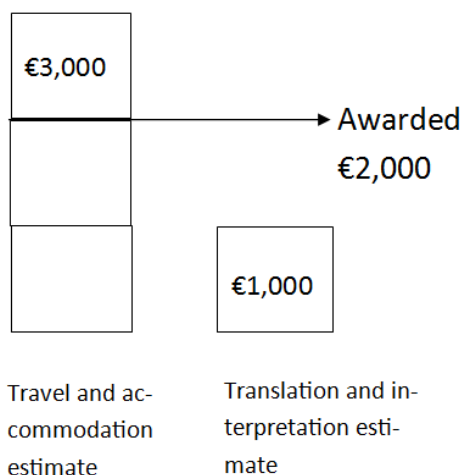 €3,000
Awarded
€2,000
€1,000
Travel and ac-
commodation
estimate
Translation and in-
terpretation esti-
mate